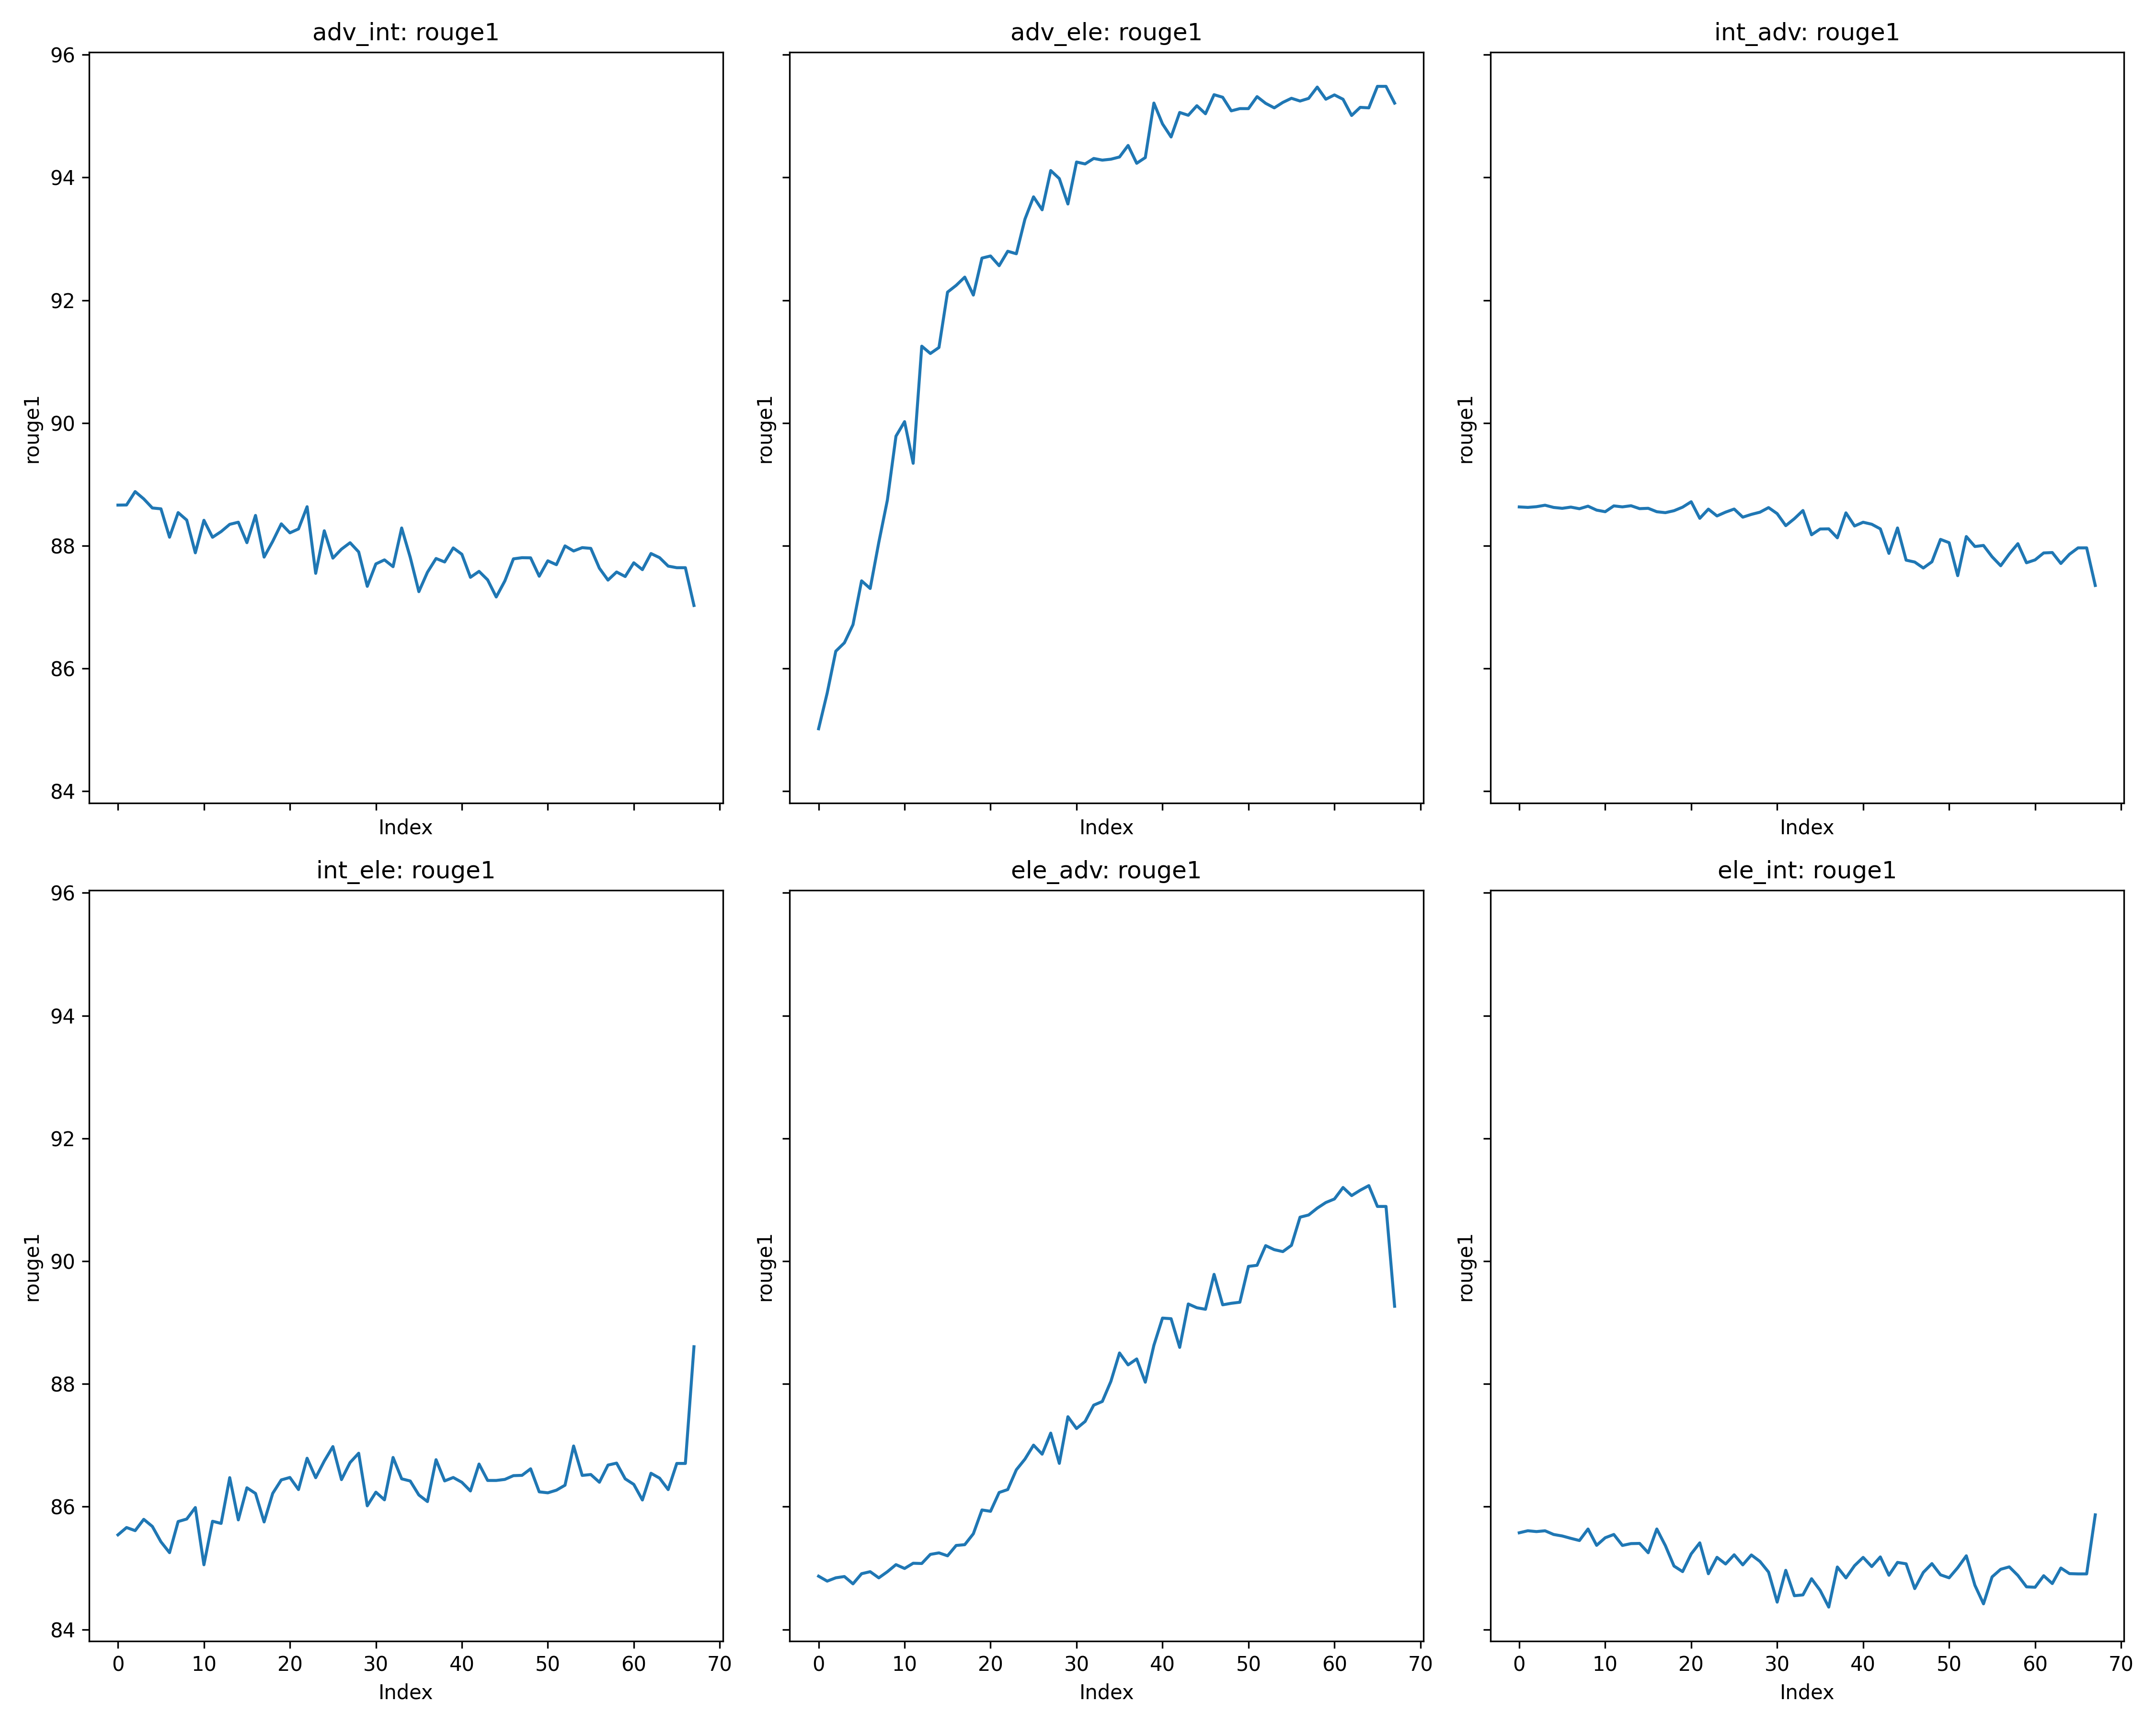 adv_int: rouge1
adv_ele: rouge1
int_adv: rouge1
96
94
92
90
88
86
84
rouge1
rouge1
rouge1
Index
Index
Index
int_ele: rouge1
ele_adv: rouge1
ele_int: rouge1
96
94
92
90
88
86
84
rouge1
rouge1
rouge1
0 10 20 30 40 50 60 70
0 10 20 30 40 50 60 70
0 10 20 30 40 50 60 70
Index
Index
Index